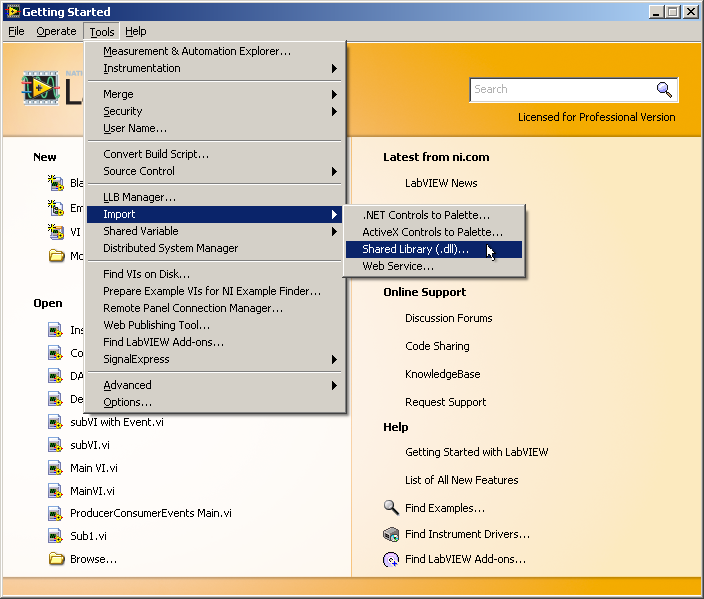 Getting Started
File Operate Tools Help
Measurement & Automation Explorer...
Instrumentation
Merge
Security
User Name...
Convert Build Script...
Source Control
LLB Manager...
Import
Shared Variable
Distributed System Manager
Find VIs on Disk...
Prepare Example VIs for NI Example Finder...
Remote Panel Connection Manager...
Web Publishing Tool...
Find LabVIEW Add-ons...
SignalExpress
Advanced
Options...
.NET Controls to Palette...
ActiveX Controls to Palette...
Shared Library (.dll)...
Web Service...
NATI
L
Search
Licensed for Professional Version
New
Bla
Em
VI
Mo
Open
Ins
Co
DA
De
subVI with Event.vi
subVI.vi
Main VI.vi
MainVI.vi
ProducerConsumerEvents Main.vi
Sub1.vi
Browse...
Latest from ni.com
LabVIEW News
Online Support
Discussion Forums
Code Sharing
KnowledgeBase
Request Support
Help
Getting Started with LabVIEW
List of All New Features
Find Examples...
Find Instrument Drivers...
Find LabVIEW Add-ons...